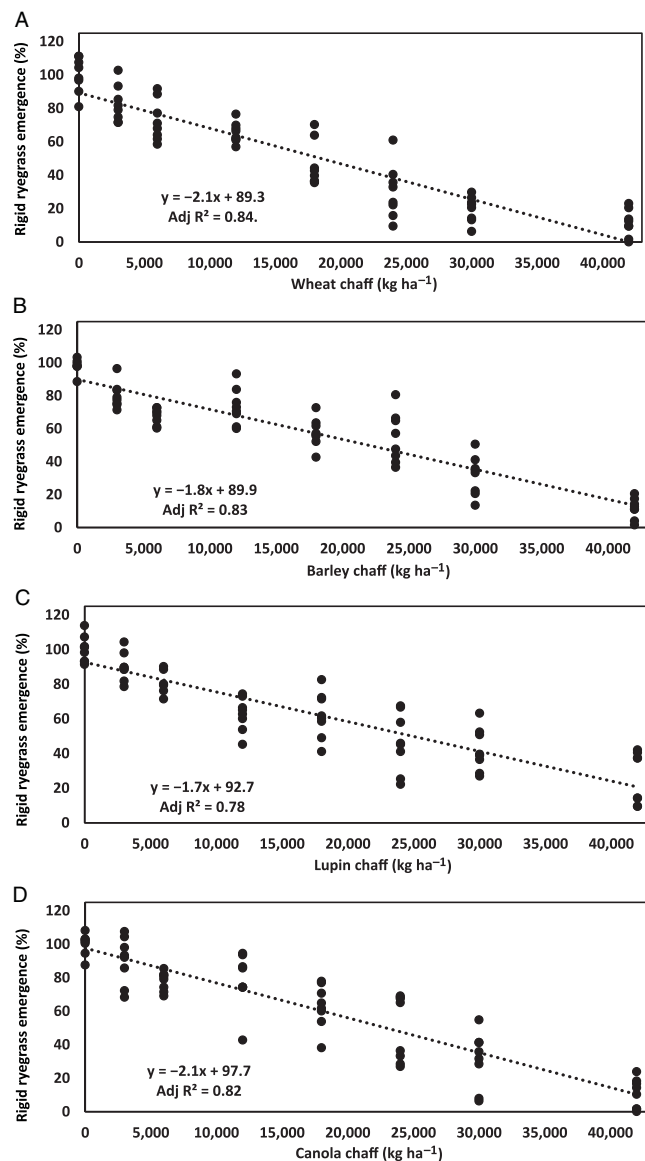 A
Rigid ryegrass emergence (%)
120
100
80
60
40
20
0
y = −2.1x + 89.3
Adj R² = 0.84.
0 5,000 10,000 15,000 20,000 25,000 30,000 35,000 40,000
Wheat chaff (kg ha⁻¹)
B
Rigid ryegrass emergence (%)
120
100
80
60
40
20
0
y = −1.8x + 89.9
Adj R² = 0.83
0 5,000 10,000 15,000 20,000 25,000 30,000 35,000 40,000
Barley chaff (kg ha⁻¹)
C
Rigid ryegrass emergence (%)
120
100
80
60
40
20
0
y = −1.7x + 92.7
Adj R² = 0.78
0 5,000 10,000 15,000 20,000 25,000 30,000 35,000 40,000
Lupin chaff (kg ha⁻¹)
D
Rigid ryegrass emergence (%)
120
100
80
60
40
20
0
y = −2.1x + 97.7
Adj R² = 0.82
0 5,000 10,000 15,000 20,000 25,000 30,000 35,000 40,000
Canola chaff (kg ha⁻¹)